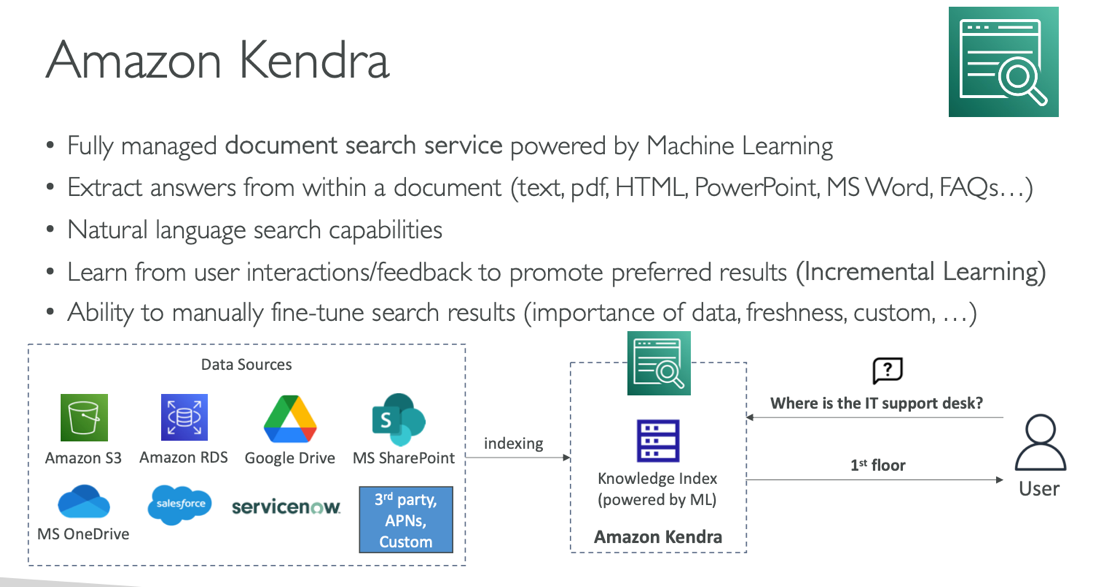 Amazon Kendra
• Fully managed document search service powered by Machine Learning
• Extract answers from within a document (text, pdf, HTML, PowerPoint, MS Word, FAQs…)
• Natural language search capabilities
• Learn from user interactions/feedback to promote preferred results (Incremental Learning)
• Ability to manually fine-tune search results (importance of data, freshness, custom, …)
Data Sources
Amazon S3
Amazon RDS
Google Drive
S
MS SharePoint
MS OneDrive
salesforce
servicenow
3rd party,
APNs,
Custom
indexing
Knowledge Index
(powered by ML)
Amazon Kendra
?
Where is the IT support desk?
1st floor
User